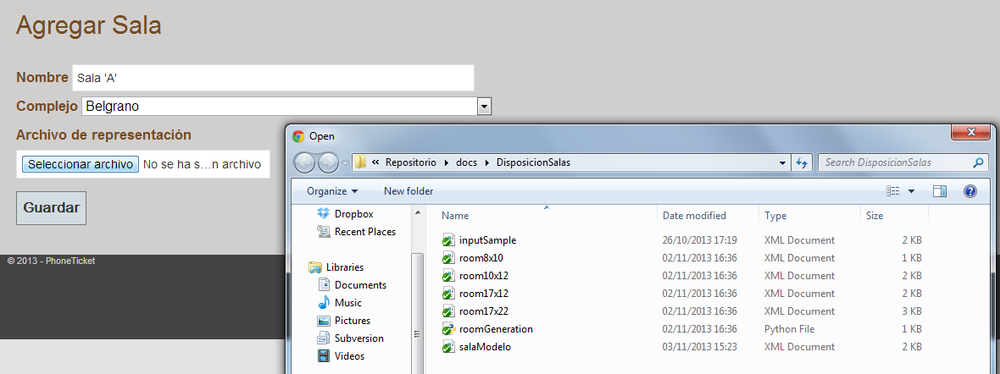 Agregar Sala
Nombre Sala 'A'
Complejo Belgrano
Archivo de representación
Seleccionar archivo No se ha s...n archivo
Guardar
© 2013 - PhoneTicket
Open
« Repositorio docs DisposicionSalas Search DisposicionSalas
Organize New folder
Dropbox
Recent Places
Libraries
Documents
Music
Pictures
Subversion
Videos
Name Date modified Type Size
inputSample 26/10/2013 17:19 XML Document 2 KB
room8x10 02/11/2013 16:36 XML Document 1 KB
room10x12 02/11/2013 16:36 XML Document 2 KB
room17x12 02/11/2013 16:36 XML Document 2 KB
room17x22 02/11/2013 16:36 XML Document 3 KB
roomGeneration 02/11/2013 16:36 Python File 1 KB
salaModelo 03/11/2013 15:23 XML Document 2 KB